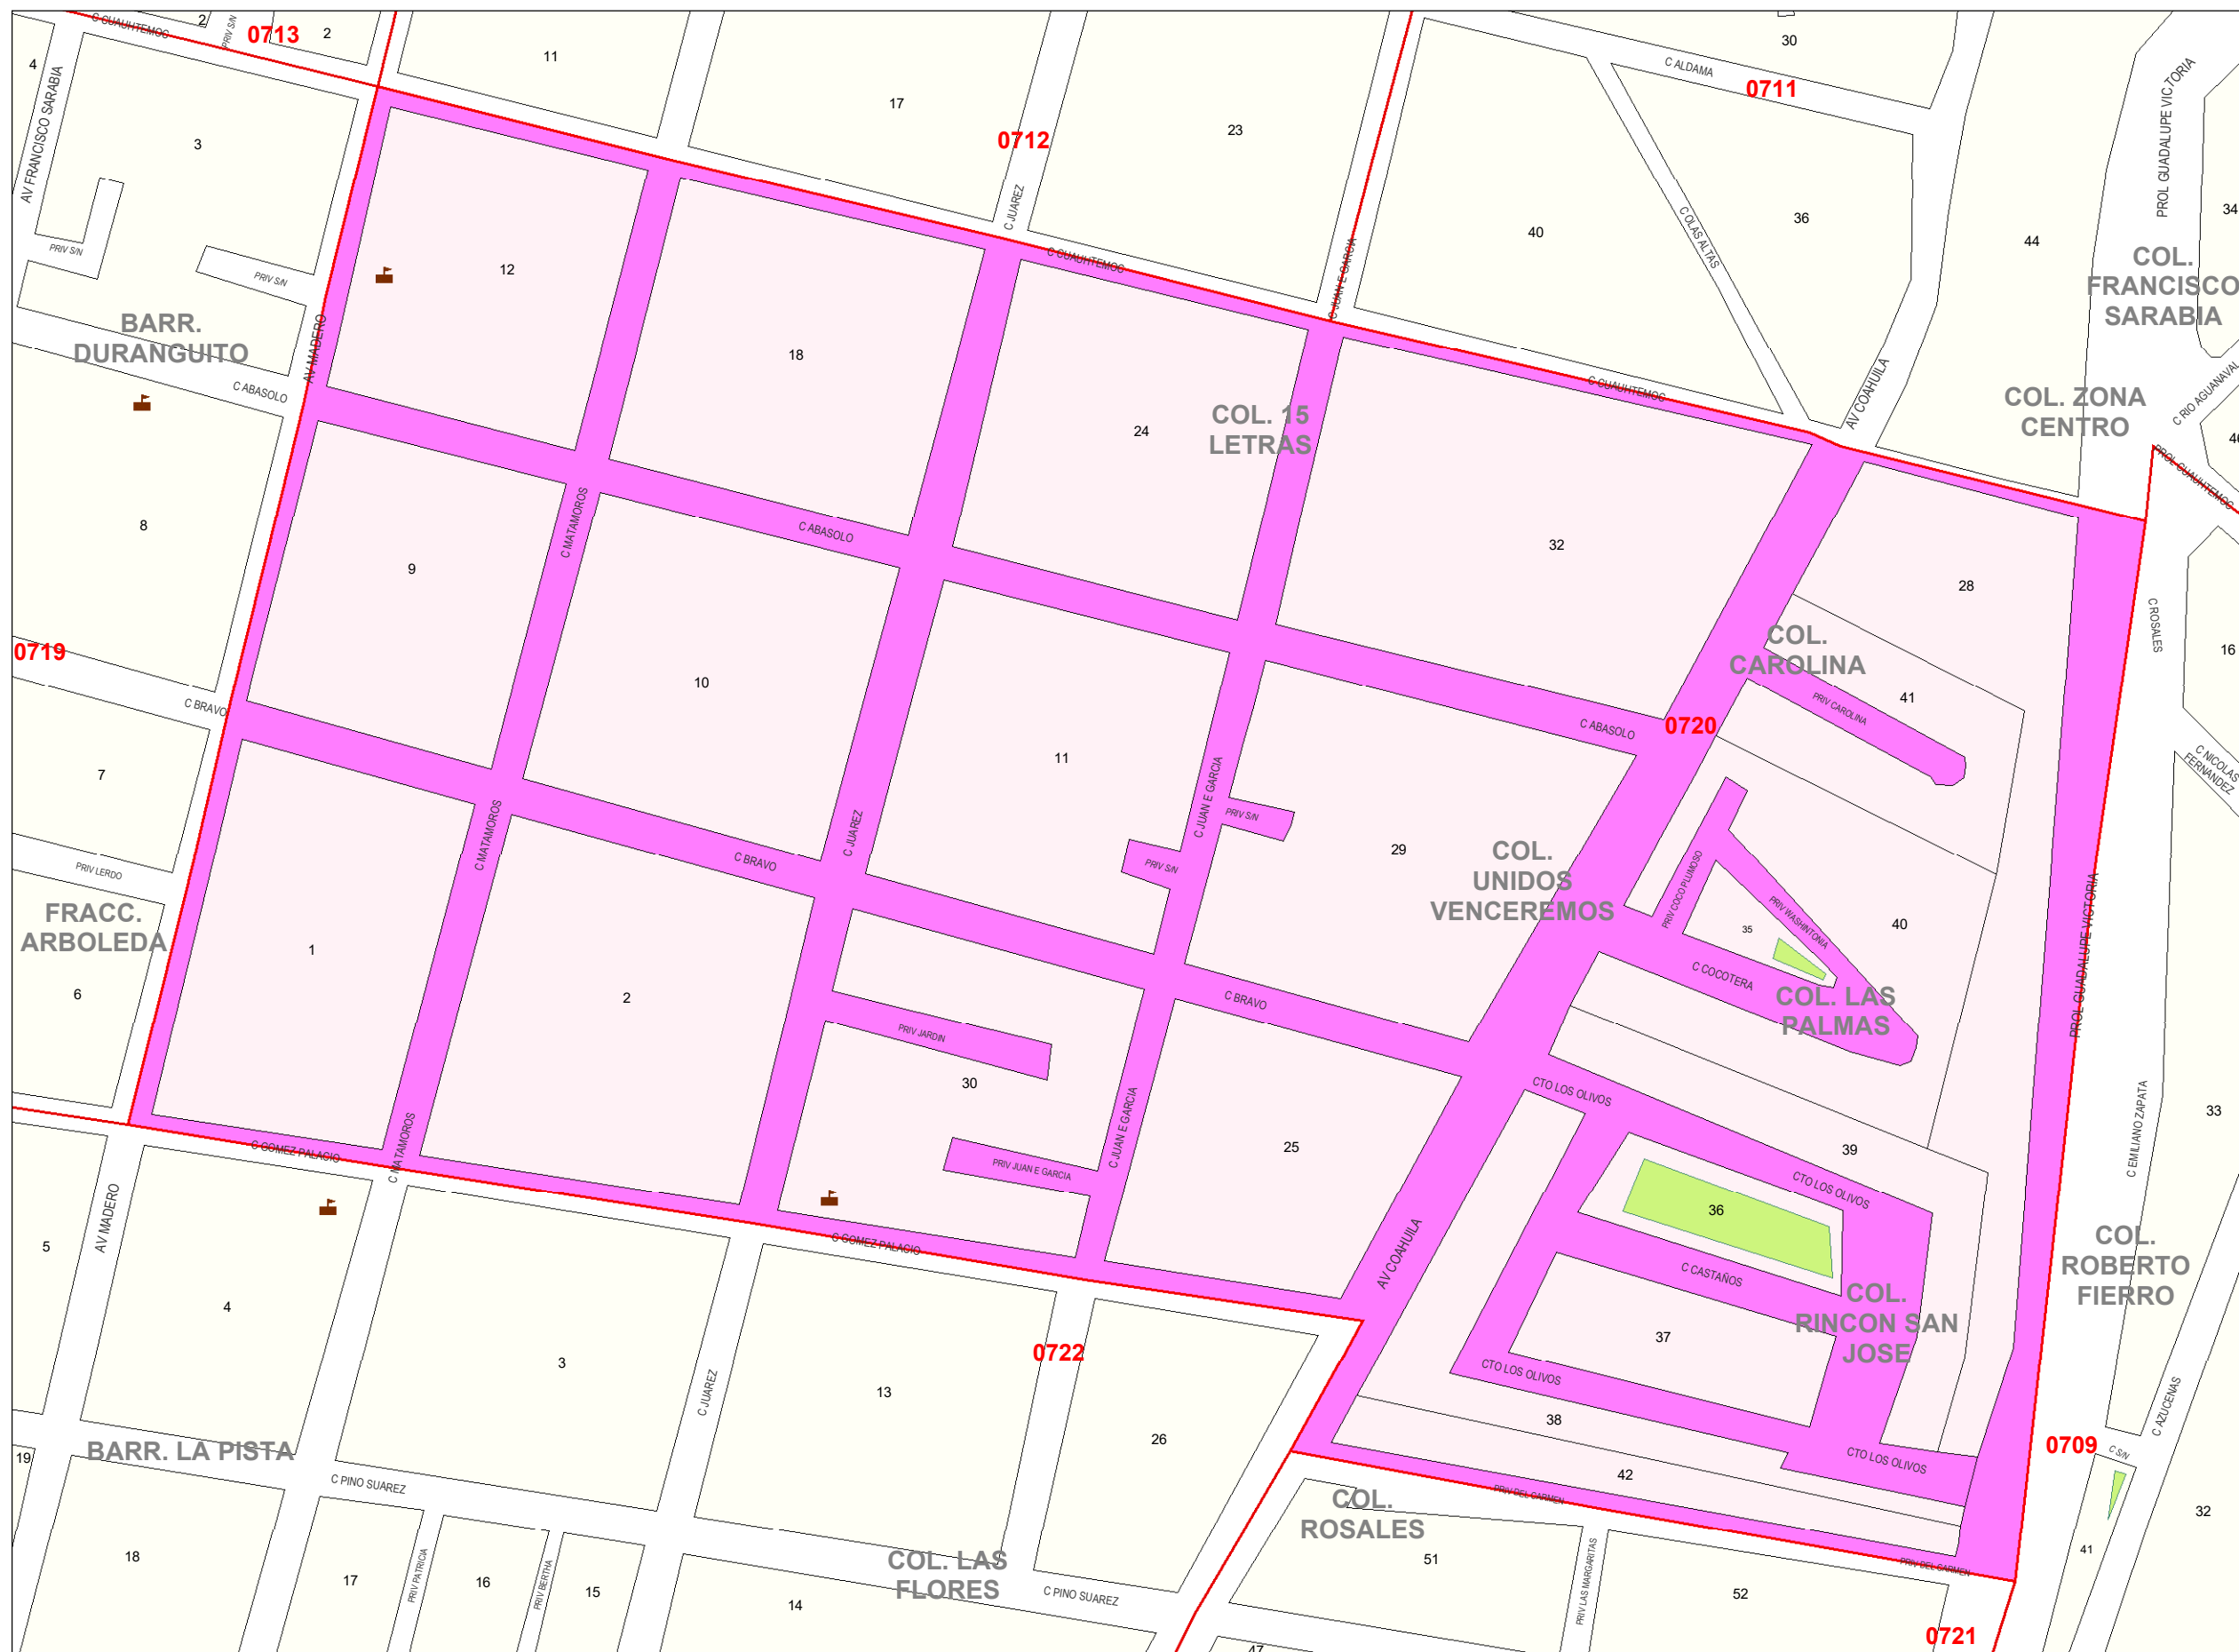 C CUAUHTEMOC
2
PRIV S/N
0713
2
11
30
C ALDAMA
0711
4
AV FRANCISCO SARABIA
3
17
0712
23
PROL GUADALUPE VICTORIA
34
C JUAREZ
40
C OLAS ALTAS
36
44
COL.
FRANCISCO
SARABIA
PRIV S/N
PRIV S/N
12
C CUAUHTEMOC
C JUAN E GARCIA
BARR.
DURANGUITO
AV MADERO
18
C ABASOLO
COL. 15
LETRAS
24
C CUAUHTEMOC
AV COAHUILA
COL. ZONA
CENTRO
C RIO AGUANAVAL
46
PROL CUAUHTEMOC
8
9
C MATAMOROS
C ABASOLO
32
28
C ROSALES
16
0719
COL.
CAROLINA
41
PRIV CAROLINA
C BRAVO
10
C ABASOLO
0720
7
11
C JUAN E GARCIA
PRIV S/N
C NICOLAS
FERNANDEZ
PRIV LERDO
C MATAMOROS
C BRAVO
C JUAREZ
PRIV S/N
29
COL.
UNIDOS
VENCEREMOS
PRIV COCO PLUMOSO
PRIV WASHINTONIA
35
40
FRACC.
ARBOLEDA
1
6
2
C BRAVO
C COCOTERA
COL. LAS
PALMAS
PROL GUADALUPE VICTORIA
PRIV JARDIN
30
C JUAN E GARCIA
25
CTO LOS OLIVOS
39
C EMILIANO ZAPATA
33
C GOMEZ PALACIO
C MATAMOROS
PRIV JUAN E GARCIA
CTO LOS OLIVOS
36
AV MADERO
5
C GOMEZ PALACIO
AV COAHUILA
C CASTAÑOS
COL.
ROBERTO
FIERRO
4
3
C JUAREZ
13
0722
37
COL.
RINCON SAN
JOSE
CTO LOS OLIVOS
38
C AZUCENAS
26
BARR. LA PISTA
19
C PINO SUAREZ
42
CTO LOS OLIVOS
0709
C S/N
PRIV DEL CARMEN
COL.
ROSALES
32
18
17
PRIV PATRICIA
16
PRIV BERTHA
15
COL. LAS
FLORES
14
C PINO SUAREZ
51
PRIV LAS MARGARITAS
52
PRIV DEL CARMEN
41
0721
47